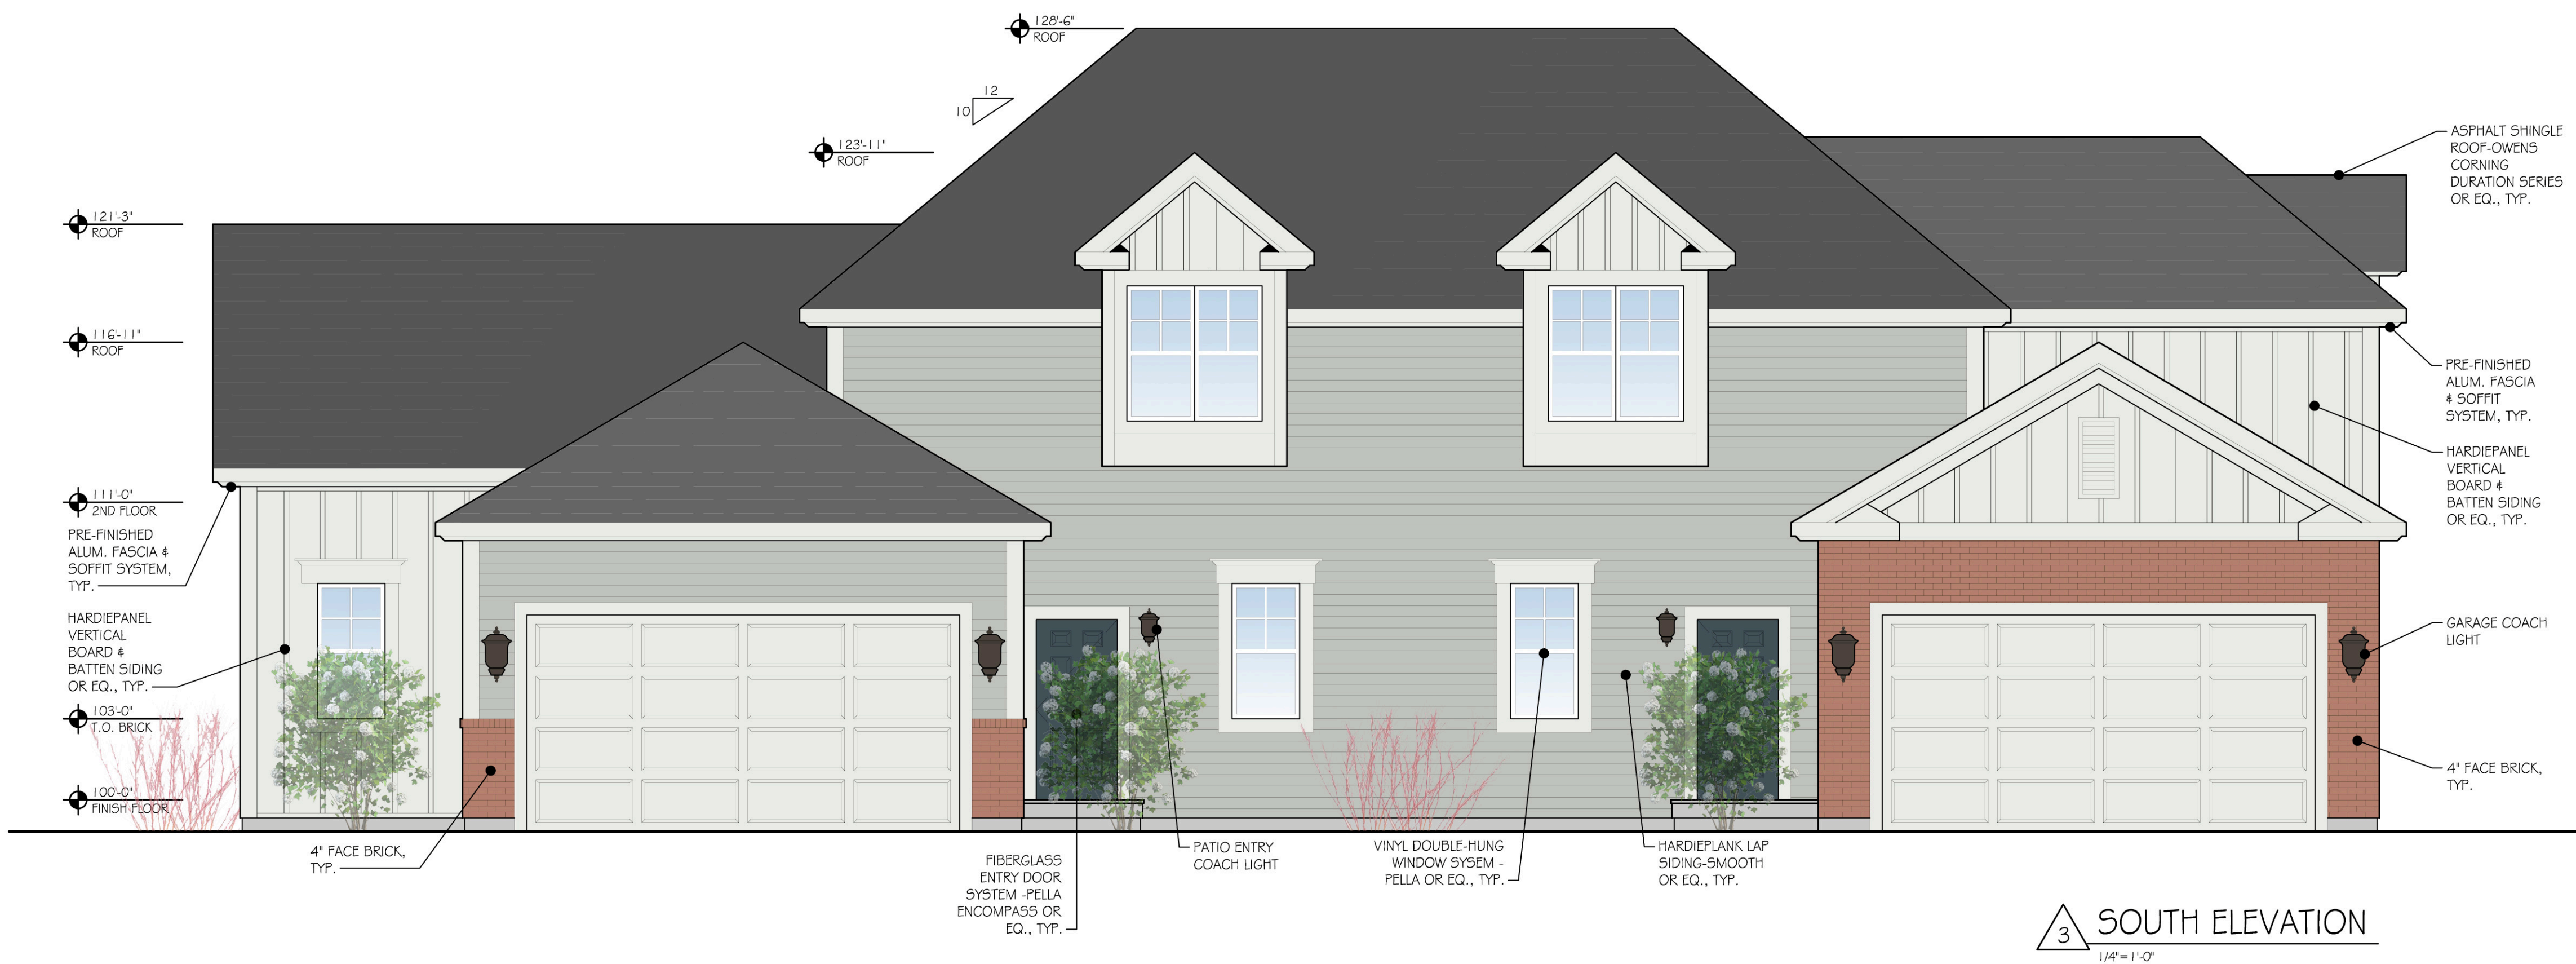 128'-6"
ROOF
12
10
123'-11"
ROOF
121'-3"
ROOF
116'-11"
ROOF
111'-0"
2ND FLOOR
PRE-FINISHED
ALUM. FASCIA &
SOFFIT SYSTEM,
TYP.
HARDIEPANEL
VERTICAL
BOARD &
BATTEN SIDING
OR EQ., TYP.
103'-0"
T.O. BRICK
100'-0"
FINISH FLOOR
4" FACE BRICK,
TYP.
FIBERGLASS
ENTRY DOOR
SYSTEM -PELLA
ENCOMPASS OR
EQ., TYP.
PATIO ENTRY
COACH LIGHT
VINYL DOUBLE-HUNG
WINDOW SYSEM -
PELLA OR EQ., TYP.
HARDIEPLANK LAP
SIDING-SMOOTH
OR EQ., TYP.
ASPHALT SHINGLE
ROOF-OWENS
CORNING
DURATION SERIES
OR EQ., TYP.
PRE-FINISHED
ALUM. FASCIA
& SOFFIT
SYSTEM, TYP.
HARDIEPANEL
VERTICAL
BOARD &
BATTEN SIDING
OR EQ., TYP.
GARAGE COACH
LIGHT
4" FACE BRICK,
TYP.
3 SOUTH ELEVATION
1/4"=1'-0"